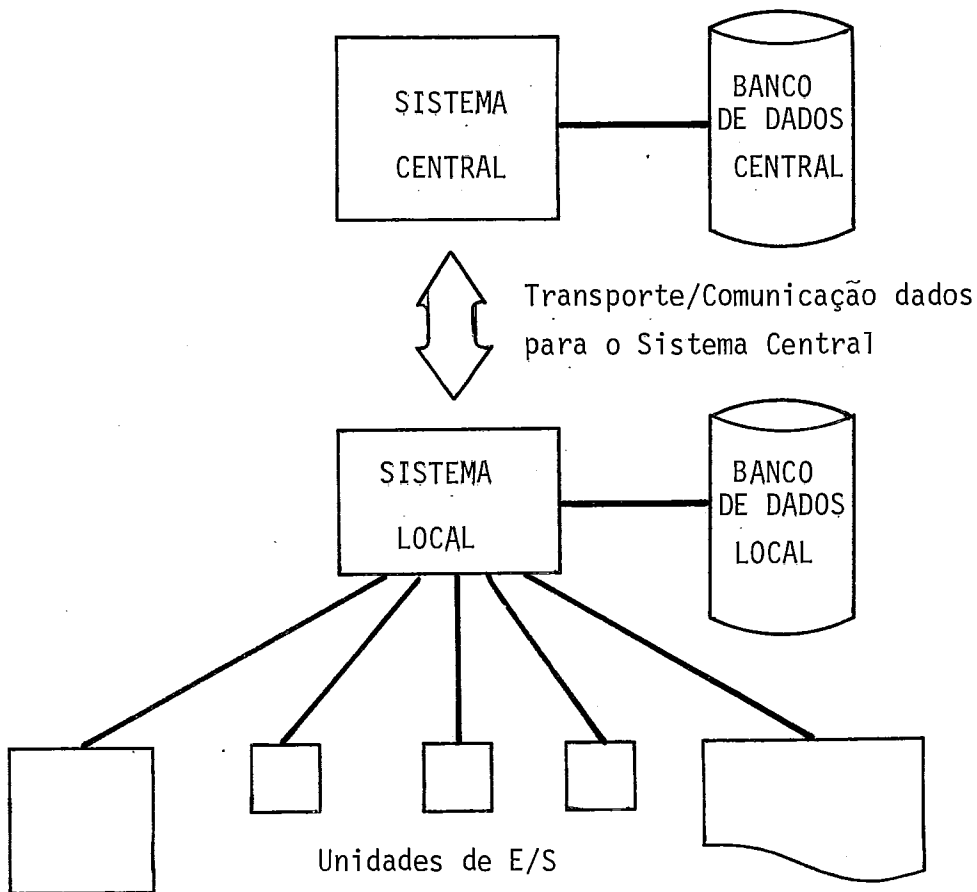 SISTEMA
CENTRAL
BANCO
DE DADOS
CENTRAL
Transporte/Comunicação dados
para o Sistema Central
SISTEMA
LOCAL
BANCO
DE DADOS
LOCAL
Unidades de E/S